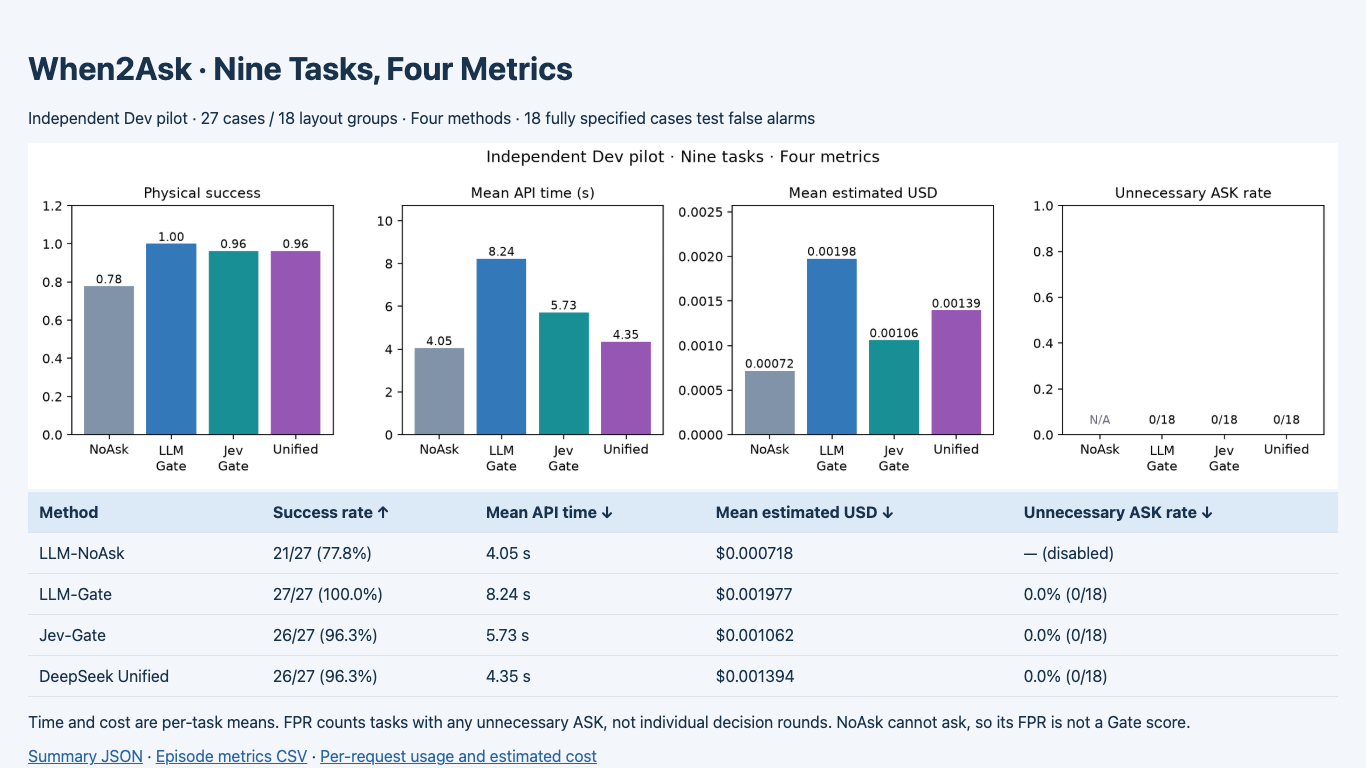 When2Ask · Nine Tasks, Four Metrics
Independent Dev pilot · 27 cases / 18 layout groups · Four methods · 18 fully specified cases test false alarms
Independent Dev pilot · Nine tasks · Four metrics
Physical success
1.2
1.0
0.8
0.6
0.4
0.2
0.0
0.78
1.00
0.96
0.96
NoAsk
LLM
Gate
Jev
Gate
Unified
Mean API time (s)
10
8
6
4
2
0
4.05
8.24
5.73
4.35
NoAsk
LLM
Gate
Jev
Gate
Unified
Mean estimated USD
0.0025
0.0020
0.0015
0.0010
0.0005
0.0000
0.00072
0.00198
0.00106
0.00139
NoAsk
LLM
Gate
Jev
Gate
Unified
Unnecessary ASK rate
1.0
0.8
0.6
0.4
0.2
0.0
N/A
0/18
0/18
0/18
NoAsk
LLM
Gate
Jev
Gate
Unified
Method Success rate ↑ Mean API time ↓ Mean estimated USD ↓ Unnecessary ASK rate ↓
LLM-NoAsk 21/27 (77.8%) 4.05 s $0.000718 — (disabled)
LLM-Gate 27/27 (100.0%) 8.24 s $0.001977 0.0% (0/18)
Jev-Gate 26/27 (96.3%) 5.73 s $0.001062 0.0% (0/18)
DeepSeek Unified 26/27 (96.3%) 4.35 s $0.001394 0.0% (0/18)
Time and cost are per-task means. FPR counts tasks with any unnecessary ASK, not individual decision rounds. NoAsk cannot ask, so its FPR is not a Gate score.
Summary JSON · Episode metrics CSV · Per-request usage and estimated cost